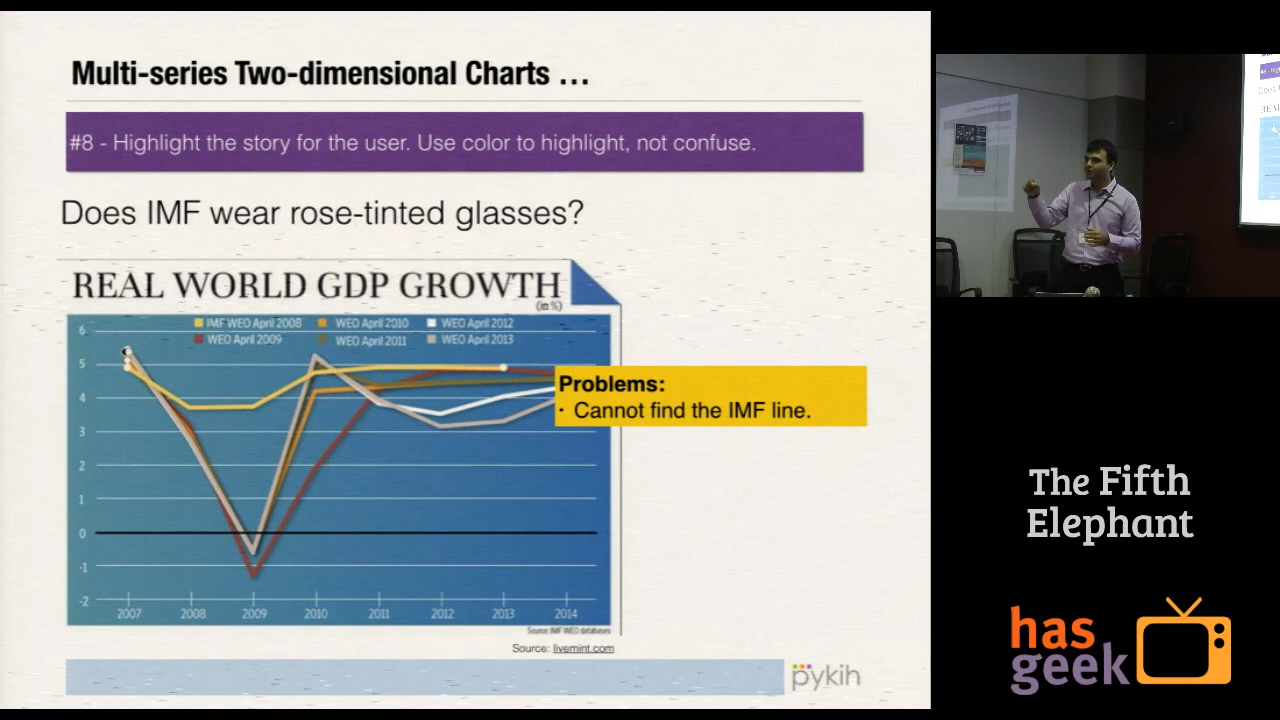 Multi-series Two-dimensional Charts ...
#8 - Highlight the story for the user. Use color to highlight, not confuse.
Does IMF wear rose-tinted glasses?
REAL WORLD GDP GROWTH
(in %)
IMF WEO April 2008
WEO April 2010
WEO April 2012
WEO April 2009
WEO April 2011
WEO April 2013
6
5
4
3
2
1
0
-1
-2
2007 2008 2009 2010 2011 2012 2013 2014
Problems:
· Cannot find the IMF line.
Source: IMF WEO databases
Source: livemint.com
pykih
The Fifth
Elephant
has
geek